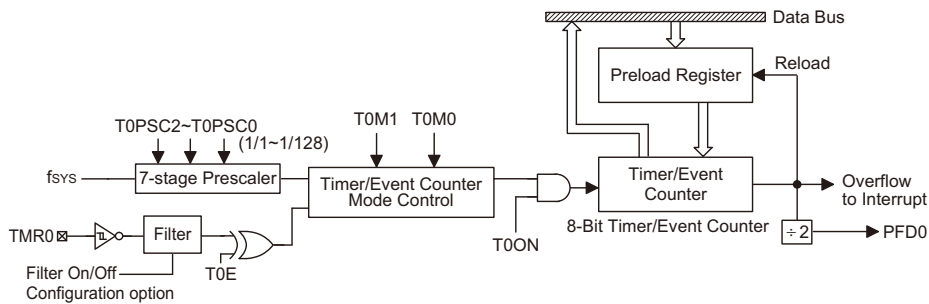 Data Bus
Preload Register
Reload
T0PSC2~T0PSC0
(1/1~1/128)
T0M1
T0M0
fSYS
7-stage Prescaler
Timer/Event Counter
Mode Control
Timer/Event
Counter
Overflow
to Interrupt
TMR0
Filter
T0E
T0ON
8-Bit Timer/Event Counter
÷2
PFD0
Filter On/Off
Configuration option